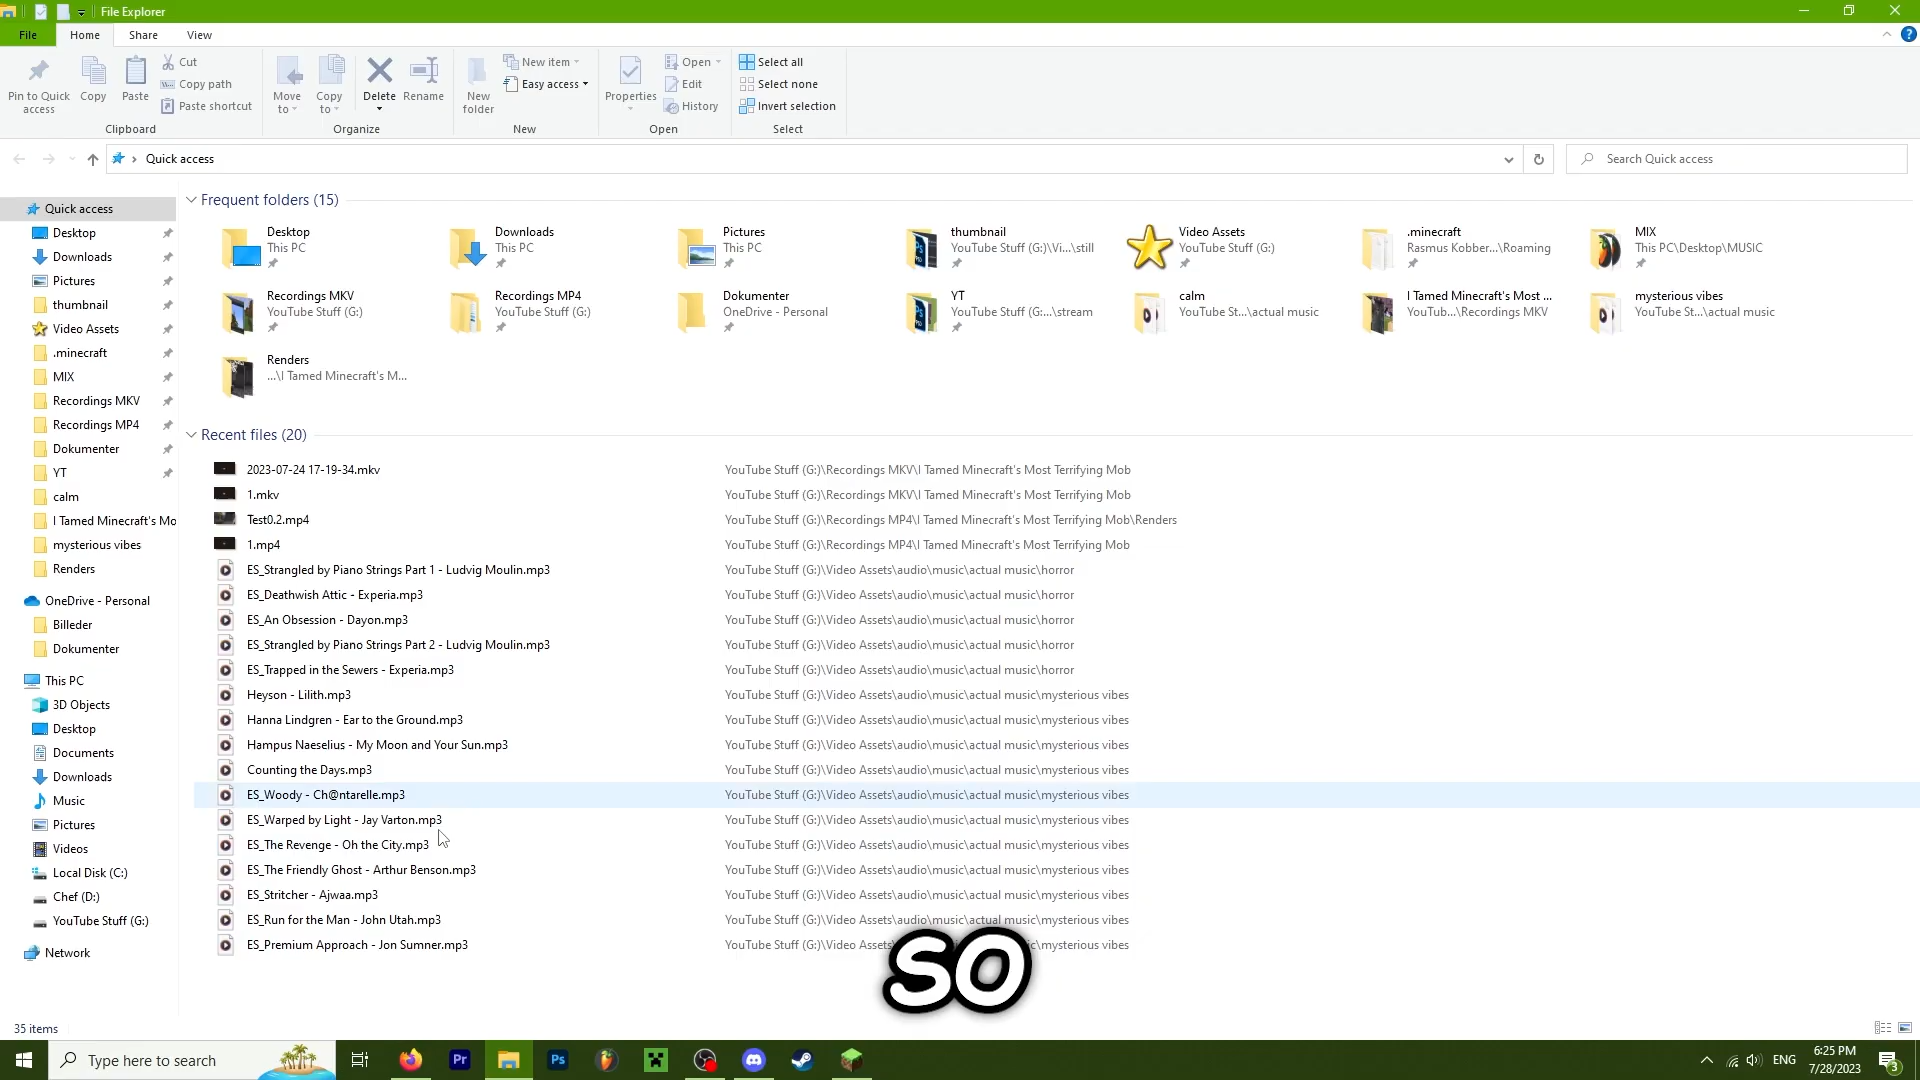 File Explorer
File
Home
Share
View
Pin to Quick access
Copy
Paste
Cut
Copy path
Paste shortcut
Clipboard
Move to
Copy to
Delete
Rename
Organize
New folder
New item
Easy access
New
Properties
Open
Edit
History
Open
Select all
Select none
Invert selection
Select
Quick access
Search Quick access
Quick access
Desktop
Downloads
Pictures
thumbnail
Video Assets
.minecraft
MIX
Recordings MKV
Recordings MP4
Dokumenter
YT
calm
I Tamed Minecraft's Mo
mysterious vibes
Renders
OneDrive - Personal
Billeder
Dokumenter
This PC
3D Objects
Desktop
Documents
Downloads
Music
Pictures
Videos
Local Disk (C:)
Chef (D:)
YouTube Stuff (G:)
Network
Frequent folders (15)
Desktop
This PC
Downloads
This PC
Pictures
This PC
thumbnail
YouTube Stuff (G:)\Vi...\still
Video Assets
YouTube Stuff (G:)
.minecraft
Rasmus Kobber...\Roaming
MIX
This PC\Desktop\MUSIC
Recordings MKV
YouTube Stuff (G:)
Recordings MP4
YouTube Stuff (G:)
Dokumenter
OneDrive - Personal
YT
YouTube Stuff (G:...\stream
calm
YouTube St...\actual music
I Tamed Minecraft's Most ...
YouTub...\Recordings MKV
mysterious vibes
YouTube St...\actual music
Renders
...\I Tamed Minecraft's M...
Recent files (20)
2023-07-24 17-19-34.mkv YouTube Stuff (G:)\Recordings MKV\I Tamed Minecraft's Most Terrifying Mob
1.mkv YouTube Stuff (G:)\Recordings MKV\I Tamed Minecraft's Most Terrifying Mob
Test0.2.mp4 YouTube Stuff (G:)\Recordings MP4\I Tamed Minecraft's Most Terrifying Mob\Renders
1.mp4 YouTube Stuff (G:)\Recordings MP4\I Tamed Minecraft's Most Terrifying Mob
ES_Strangled by Piano Strings Part 1 - Ludvig Moulin.mp3 YouTube Stuff (G:)\Video Assets\audio\music\actual music\horror
ES_Deathwish Attic - Experia.mp3 YouTube Stuff (G:)\Video Assets\audio\music\actual music\horror
ES_An Obsession - Dayon.mp3 YouTube Stuff (G:)\Video Assets\audio\music\actual music\horror
ES_Strangled by Piano Strings Part 2 - Ludvig Moulin.mp3 YouTube Stuff (G:)\Video Assets\audio\music\actual music\horror
ES_Trapped in the Sewers - Experia.mp3 YouTube Stuff (G:)\Video Assets\audio\music\actual music\horror
Heyson - Lilith.mp3 YouTube Stuff (G:)\Video Assets\audio\music\actual music\mysterious vibes
Hanna Lindgren - Ear to the Ground.mp3 YouTube Stuff (G:)\Video Assets\audio\music\actual music\mysterious vibes
Hampus Naeselius - My Moon and Your Sun.mp3 YouTube Stuff (G:)\Video Assets\audio\music\actual music\mysterious vibes
Counting the Days.mp3 YouTube Stuff (G:)\Video Assets\audio\music\actual music\mysterious vibes
ES_Woody - Ch@ntarelle.mp3 YouTube Stuff (G:)\Video Assets\audio\music\actual music\mysterious vibes
ES_Warped by Light - Jay Varton.mp3 YouTube Stuff (G:)\Video Assets\audio\music\actual music\mysterious vibes
ES_The Revenge - Oh the City.mp3 YouTube Stuff (G:)\Video Assets\audio\music\actual music\mysterious vibes
ES_The Friendly Ghost - Arthur Benson.mp3 YouTube Stuff (G:)\Video Assets\audio\music\actual music\mysterious vibes
ES_Stritcher - Ajwaa.mp3 YouTube Stuff (G:)\Video Assets\audio\music\actual music\mysterious vibes
ES_Run for the Man - John Utah.mp3 YouTube Stuff (G:)\Video Assets\audio\music\actual music\mysterious vibes
ES_Premium Approach - Jon Sumner.mp3 YouTube Stuff (G:)\Video Assets music\mysterious vibes
SO
35 items
Type here to search
Pr
Ps
ENG
6:25 PM
7/28/2023
3